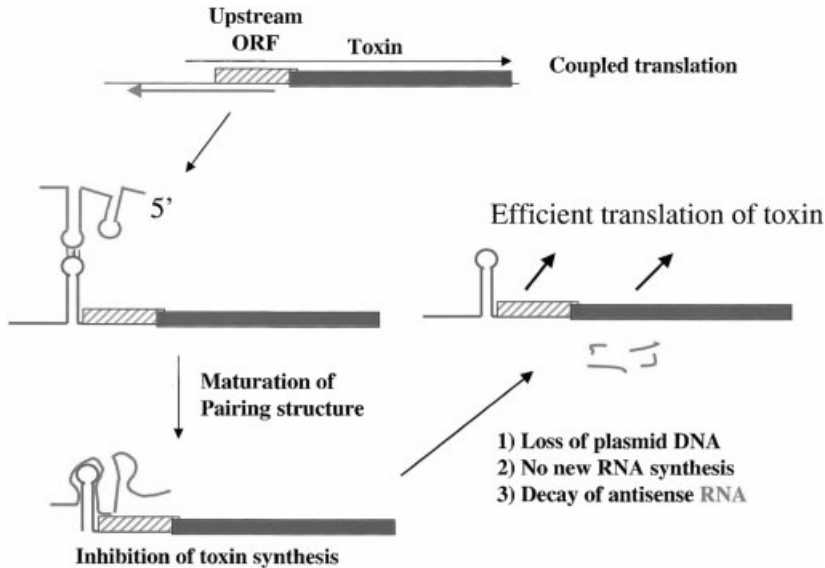 Upstream
ORF
Toxin
Coupled translation
5'
Efficient translation of toxin
Maturation of
Pairing structure
1) Loss of plasmid DNA
2) No new RNA synthesis
3) Decay of antisense RNA
Inhibition of toxin synthesis